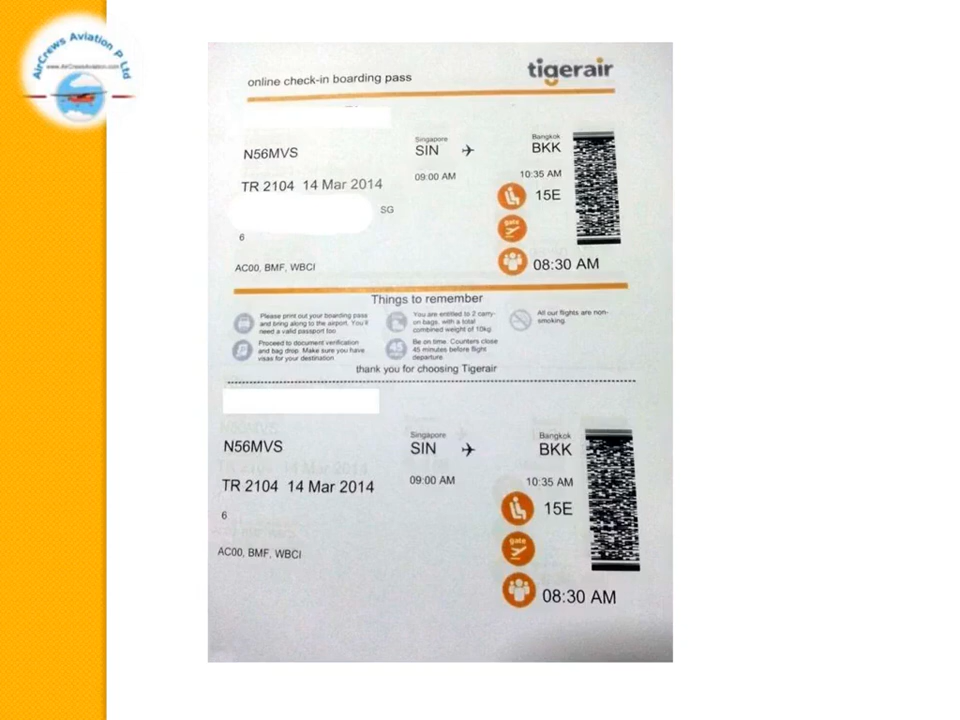 AirCrews Aviation P Ltd
www.AirCrewsAviation.com
online check-in boarding pass
tigerair
N56MVS
Singapore
SIN
Bangkok
BKK
TR 2104 14 Mar 2014
09:00 AM
10:35 AM
15E
SG
gate
6
AC00, BMF, WBCI
08:30 AM
Things to remember
Please print out your boarding pass
and bring along to the airport. You'll
need a valid passport too.
You are entitled to 2 carry-
on bags, with a total
combined weight of 10kg.
All our flights are non-
smoking.
Proceed to document verification
and bag drop. Make sure you have
visas for your destination.
45
Be on time. Counters close
45 minutes before flight
departure.
thank you for choosing Tigerair
N56MVS
Singapore
SIN
Bangkok
BKK
TR 2104 14 Mar 2014
09:00 AM
10:35 AM
15E
6
gate
AC00, BMF, WBCI
08:30 AM